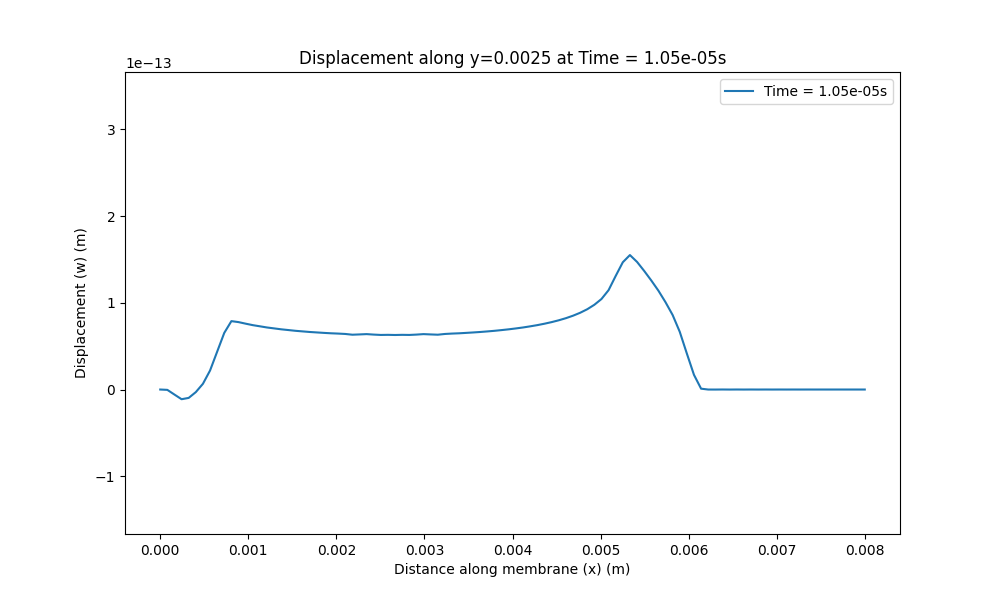 Displacement along y=0.0025 at Time = 1.05e-05s
1e−13
Time = 1.05e-05s
3
2
1
0
−1
Displacement (w) (m)
0.000 0.001 0.002 0.003 0.004 0.005 0.006 0.007 0.008
Distance along membrane (x) (m)